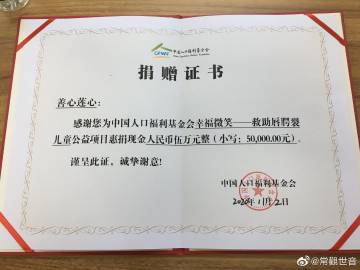 中国人口福利基金会
捐赠证书
善心莲心：
感谢您为中国人口福利基金会幸福微笑——救助唇腭裂
儿童公益项目惠捐现金人民币伍万元整（小写：50,000.00元）。
谨呈此证，诚挚谢意！
中国人口福利基金会
2020年11月2日
@常觀世音